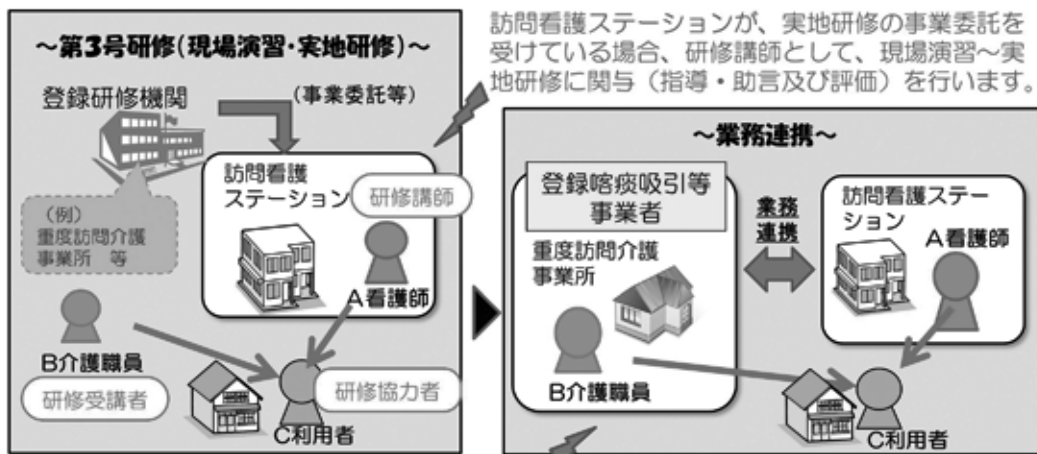 訪問看護ステーションが、実地研修の事業委託を
受けている場合、研修講師として、現場演習～実
地研修に関与（指導・助言及び評価）を行います。
～第3号研修（現場演習・実地研修）～
登録研修機関
（事業委託等）
訪問看護
ステーション
研修講師
（例）
重度訪問介護
事業所 等
A看護師
B介護職員
研修受講者
研修協力者
C利用者
～業務連携～
登録喀痰吸引等
事業者
重度訪問介護
事業所
B介護職員
業務
連携
訪問看護ステー
ション
A看護師
C利用者